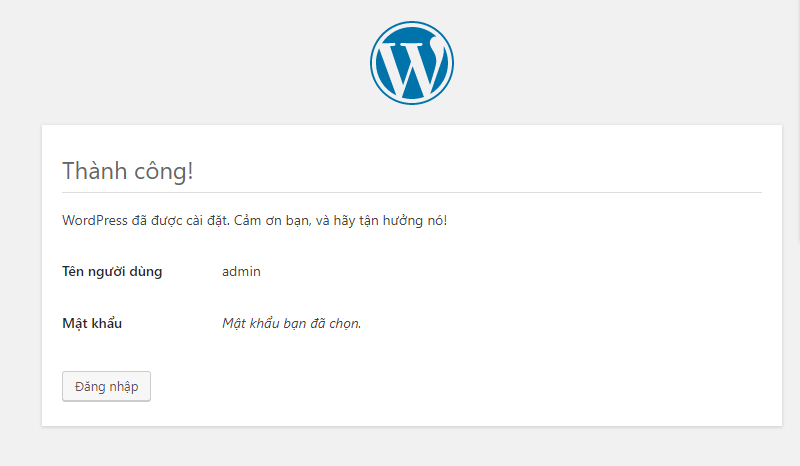 Thành công!
WordPress đã được cài đặt. Cảm ơn bạn, và hãy tận hưởng nó!
Tên người dùng admin
Mật khẩu Mật khẩu bạn đã chọn.
Đăng nhập